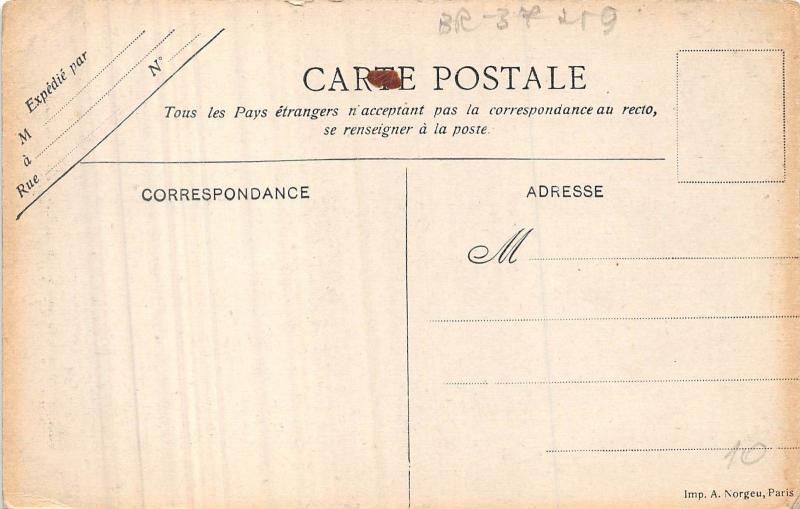 BR-37 219
Expédié par
N°
M
à
Rue
CARTE POSTALE
Tous les Pays étrangers n'acceptant pas la correspondance au recto,
se renseigner à la poste.
CORRESPONDANCE
ADRESSE
M
10
Imp. A. Norgeu, Paris